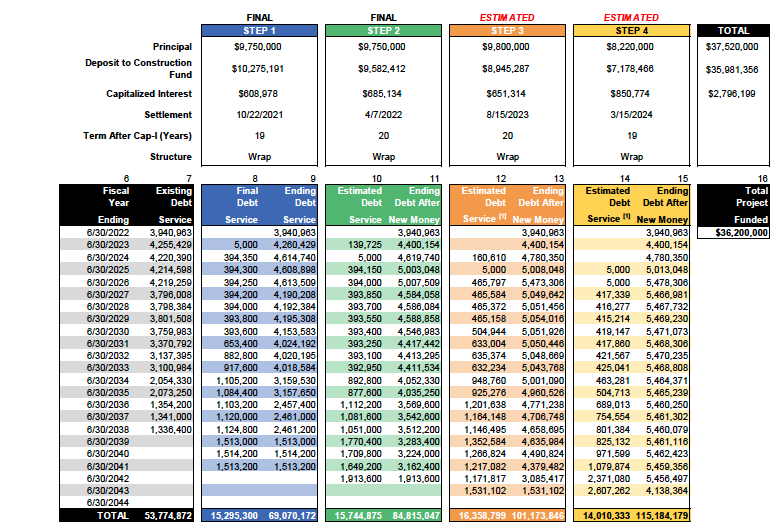 FINAL FINAL ESTIMATED ESTIMATED
STEP 1 STEP 2 STEP 3 STEP 4 TOTAL
Principal $9,750,000 $9,750,000 $9,800,000 $8,220,000 $37,520,000
Deposit to Construction
Fund $10,275,191 $9,582,412 $8,945,287 $7,178,466 $35,981,356
Capitalized Interest $608,978 $685,134 $651,314 $850,774 $2,796,199
Settlement 10/22/2021 4/7/2022 8/15/2023 3/15/2024
Term After Cap-I (Years) 19 20 20 19
Structure Wrap Wrap Wrap Wrap
6 7 8 9 10 11 12 13 14 15 16
Fiscal Existing Final Ending Estimated Ending Estimated Ending Estimated Ending Total
Year Debt Debt Debt Debt Debt After Debt Debt After Debt Debt After Project
Ending Service Service Service Service New Money Service [1] New Money Service [1] New Money Funded
6/30/2022 3,940,963 3,940,963 3,940,963 3,940,963 3,940,963 $36,200,000
6/30/2023 4,255,429 5,000 4,260,429 139,725 4,400,154 4,400,154 4,400,154
6/30/2024 4,220,390 394,350 4,614,740 5,000 4,619,740 160,610 4,780,350 4,780,350
6/30/2025 4,214,598 394,300 4,608,898 394,150 5,003,048 5,000 5,008,048 5,000 5,013,048
6/30/2026 4,219,259 394,250 4,613,509 394,000 5,007,509 465,797 5,473,306 5,000 5,478,306
6/30/2027 3,796,008 394,200 4,190,208 393,850 4,584,058 465,584 5,049,642 417,339 5,466,981
6/30/2028 3,798,384 394,000 4,192,384 393,700 4,586,084 465,372 5,051,456 416,277 5,467,732
6/30/2029 3,801,508 393,800 4,195,308 393,550 4,588,858 465,158 5,054,016 415,214 5,469,230
6/30/2030 3,759,983 393,600 4,153,583 393,400 4,546,983 504,944 5,051,926 419,147 5,471,073
6/30/2031 3,370,792 653,400 4,024,192 393,250 4,417,442 633,004 5,050,446 417,860 5,468,306
6/30/2032 3,137,395 882,800 4,020,195 393,100 4,413,295 635,374 5,048,669 421,567 5,470,235
6/30/2033 3,100,984 917,600 4,018,584 392,950 4,411,534 632,234 5,043,768 425,041 5,468,808
6/30/2034 2,054,330 1,105,200 3,159,530 892,800 4,052,330 948,760 5,001,090 463,281 5,464,371
6/30/2035 2,073,250 1,084,400 3,157,650 877,600 4,035,250 925,276 4,960,526 504,713 5,465,239
6/30/2036 1,354,200 1,103,200 2,457,400 1,112,200 3,569,600 1,201,638 4,771,238 689,013 5,460,250
6/30/2037 1,341,000 1,120,000 2,461,000 1,081,600 3,542,600 1,164,148 4,706,748 754,554 5,461,302
6/30/2038 1,336,400 1,124,800 2,461,200 1,051,000 3,512,200 1,146,495 4,658,695 801,384 5,460,079
6/30/2039 1,513,000 1,513,000 1,770,400 3,283,400 1,352,584 4,635,984 825,132 5,461,116
6/30/2040 1,514,200 1,514,200 1,709,800 3,224,000 1,266,824 4,490,824 971,599 5,462,423
6/30/2041 1,513,200 1,513,200 1,649,200 3,162,400 1,217,082 4,379,482 1,079,874 5,459,356
6/30/2042 1,913,600 1,913,600 1,171,817 3,085,417 2,371,080 5,456,497
6/30/2043 1,531,102 1,531,102 2,607,262 4,138,364
6/30/2044
TOTAL 53,774,872 15,295,300 69,070,172 15,744,875 84,815,047 16,358,799 101,173,846 14,010,333 115,184,179